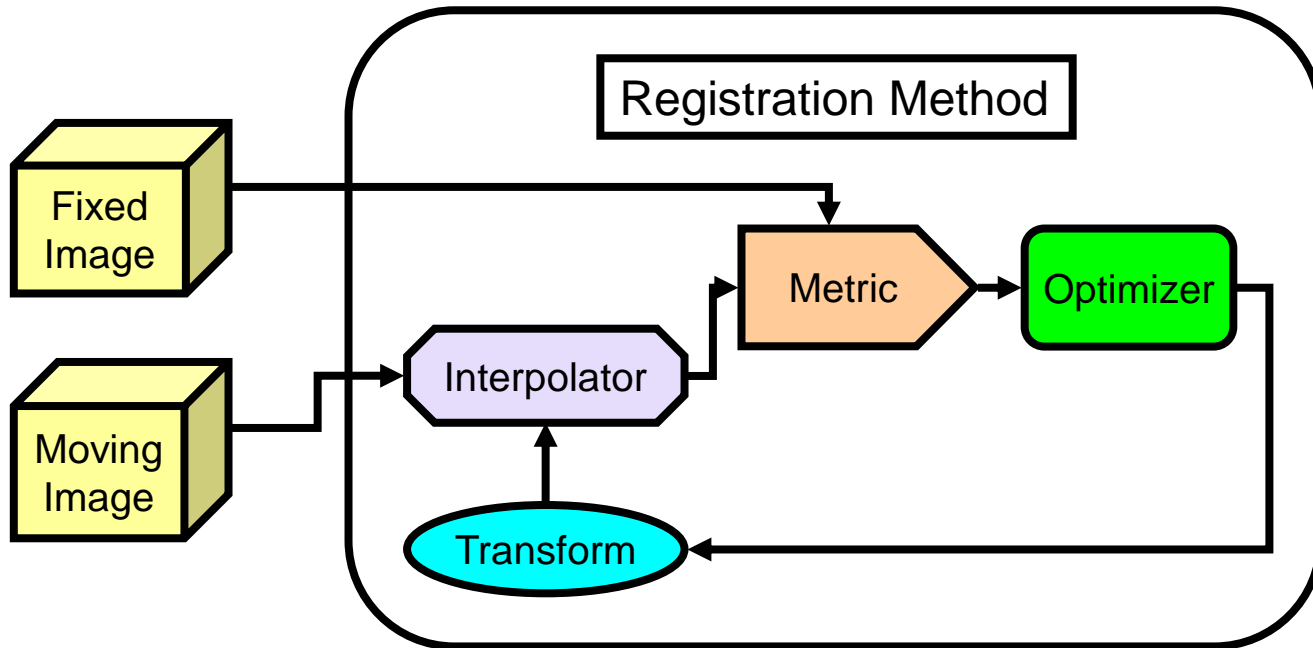 Registration Method
Fixed
Image
Metric
Optimizer
Interpolator
Moving
Image
Transform